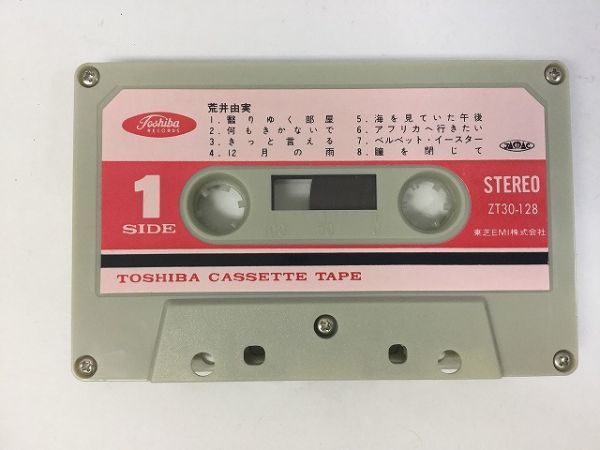 Toshiba
RECORDS
荒井由実
1. 翳りゆく部屋
2. 何もきかないで
3. きっと言える
4. 12月の雨
5. 海を見ていた午後
6. アフリカへ行きたい
7. ベルベット・イースター
8. 瞳を閉じて
1
SIDE
STEREO
ZT30-128
東芝EMI株式会社
TOSHIBA CASSETTE TAPE